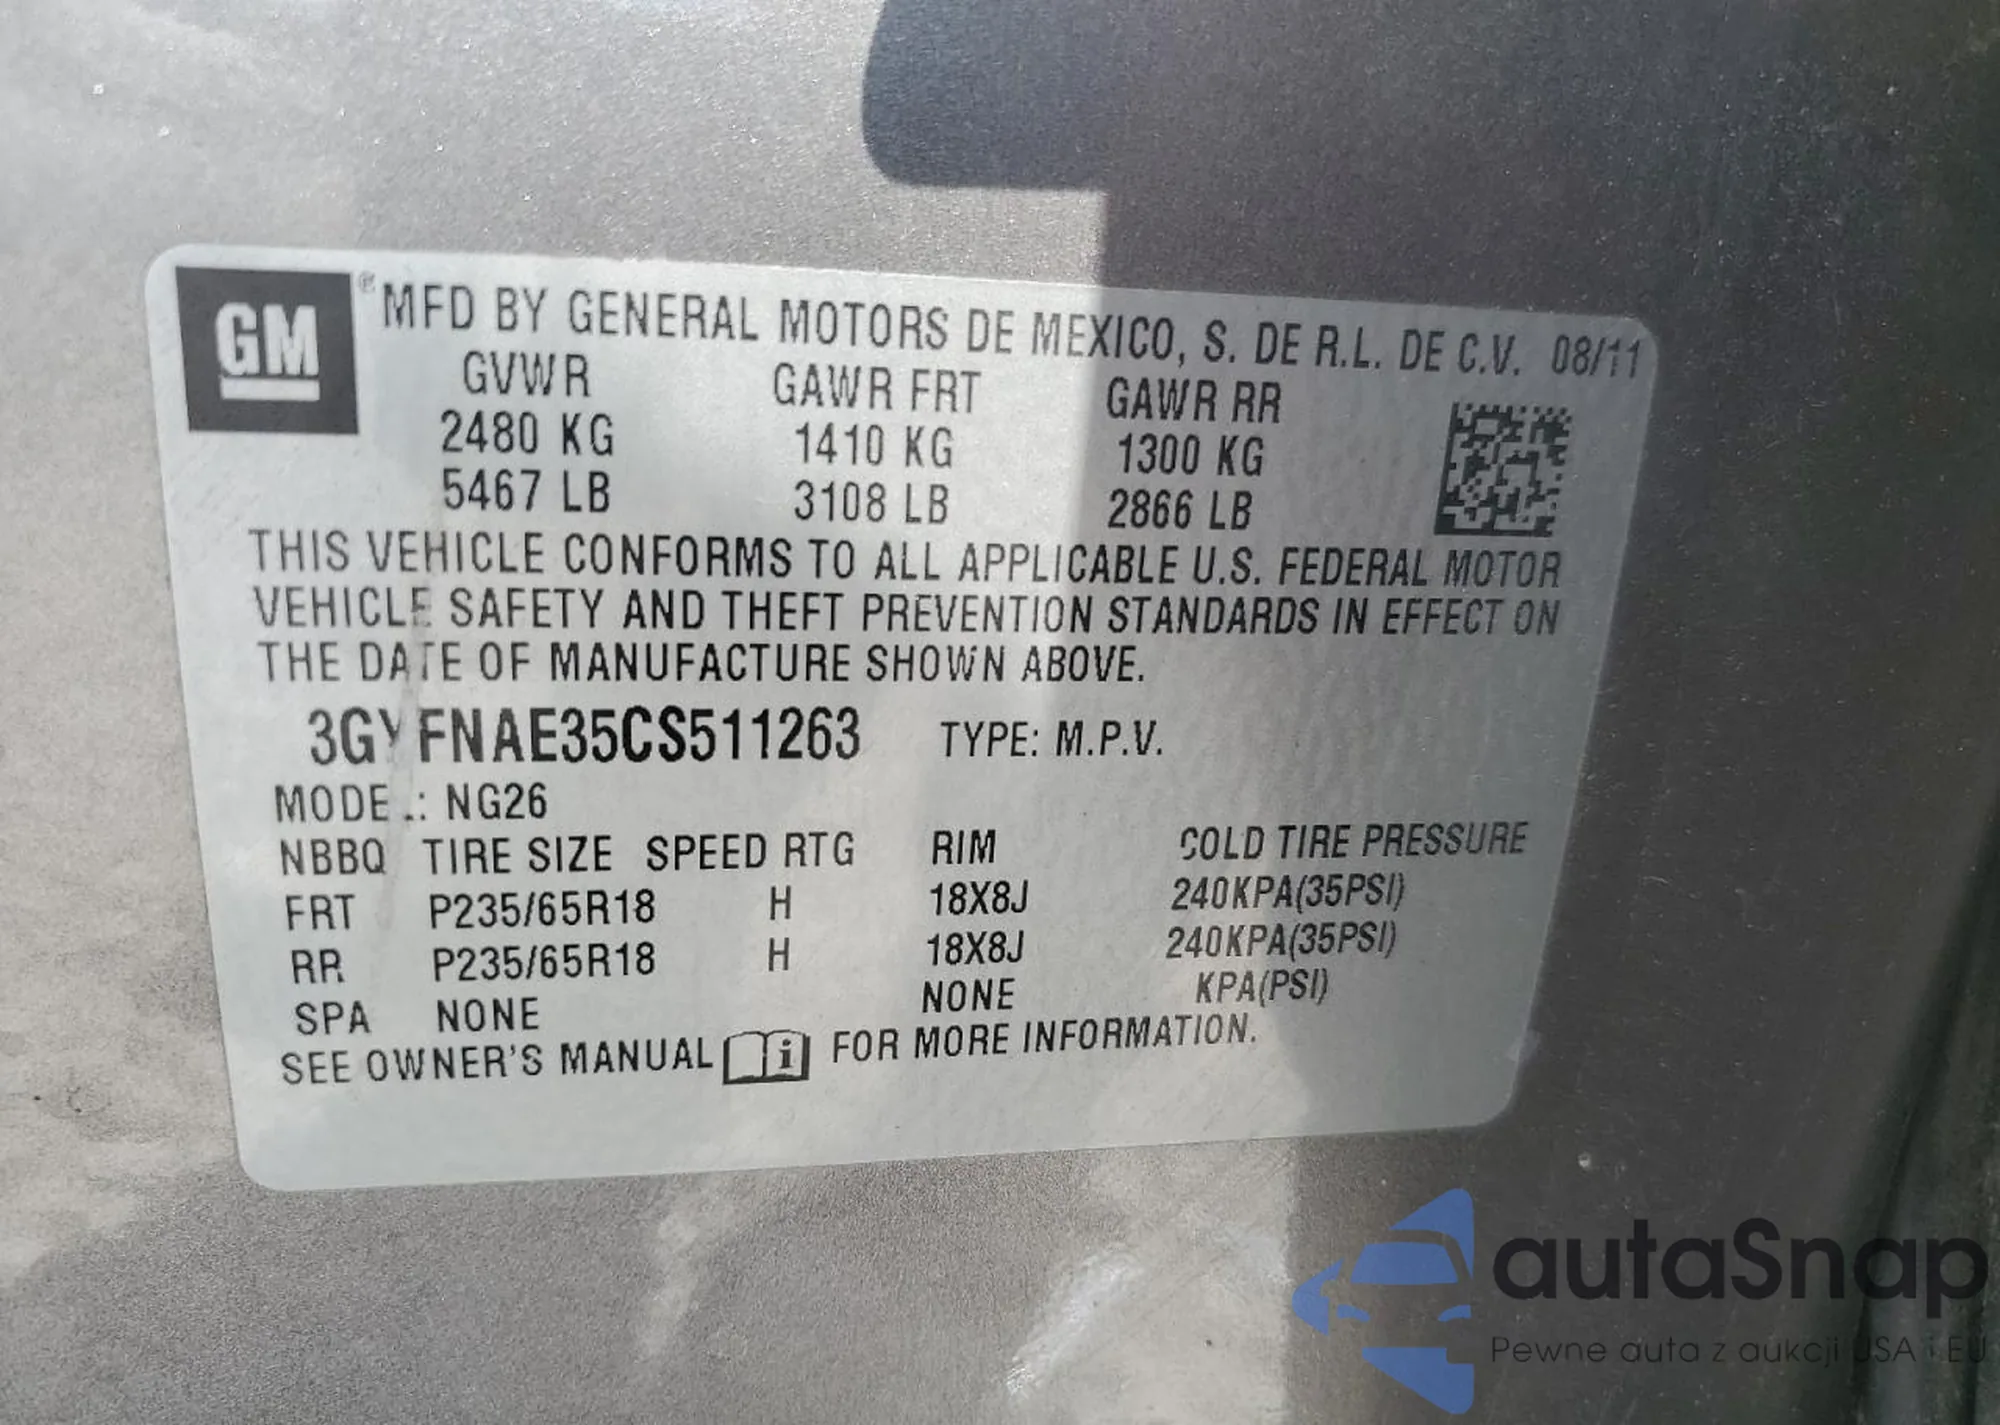 GM ® MFD BY GENERAL MOTORS DE MEXICO, S. DE R.L. DE C.V. 08/11
GVWR GAWR FRT GAWR RR
2480 KG 1410 KG 1300 KG
5467 LB 3108 LB 2866 LB
THIS VEHICLE CONFORMS TO ALL APPLICABLE U.S. FEDERAL MOTOR
VEHICLE SAFETY AND THEFT PREVENTION STANDARDS IN EFFECT ON
THE DATE OF MANUFACTURE SHOWN ABOVE.
3GYFNAE35CS511263 TYPE: M.P.V.
MODEL: NG26
NBBQ TIRE SIZE SPEED RTG RIM COLD TIRE PRESSURE
FRT P235/65R18 H 18X8J 240KPA(35PSI)
RR P235/65R18 H 18X8J 240KPA(35PSI)
SPA NONE NONE KPA(PSI)
SEE OWNER'S MANUAL i FOR MORE INFORMATION.
autaSnap
Pewne auta z aukcji USA i EU